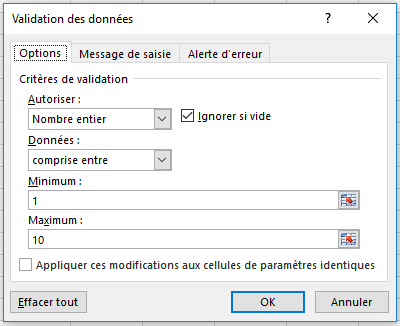 Validation des données
?
Options
Message de saisie
Alerte d'erreur
Critères de validation
Autoriser :
Nombre entier
Ignorer si vide
Données :
comprise entre
Minimum :
1
Maximum :
10
Appliquer ces modifications aux cellules de paramètres identiques
Effacer tout
OK
Annuler